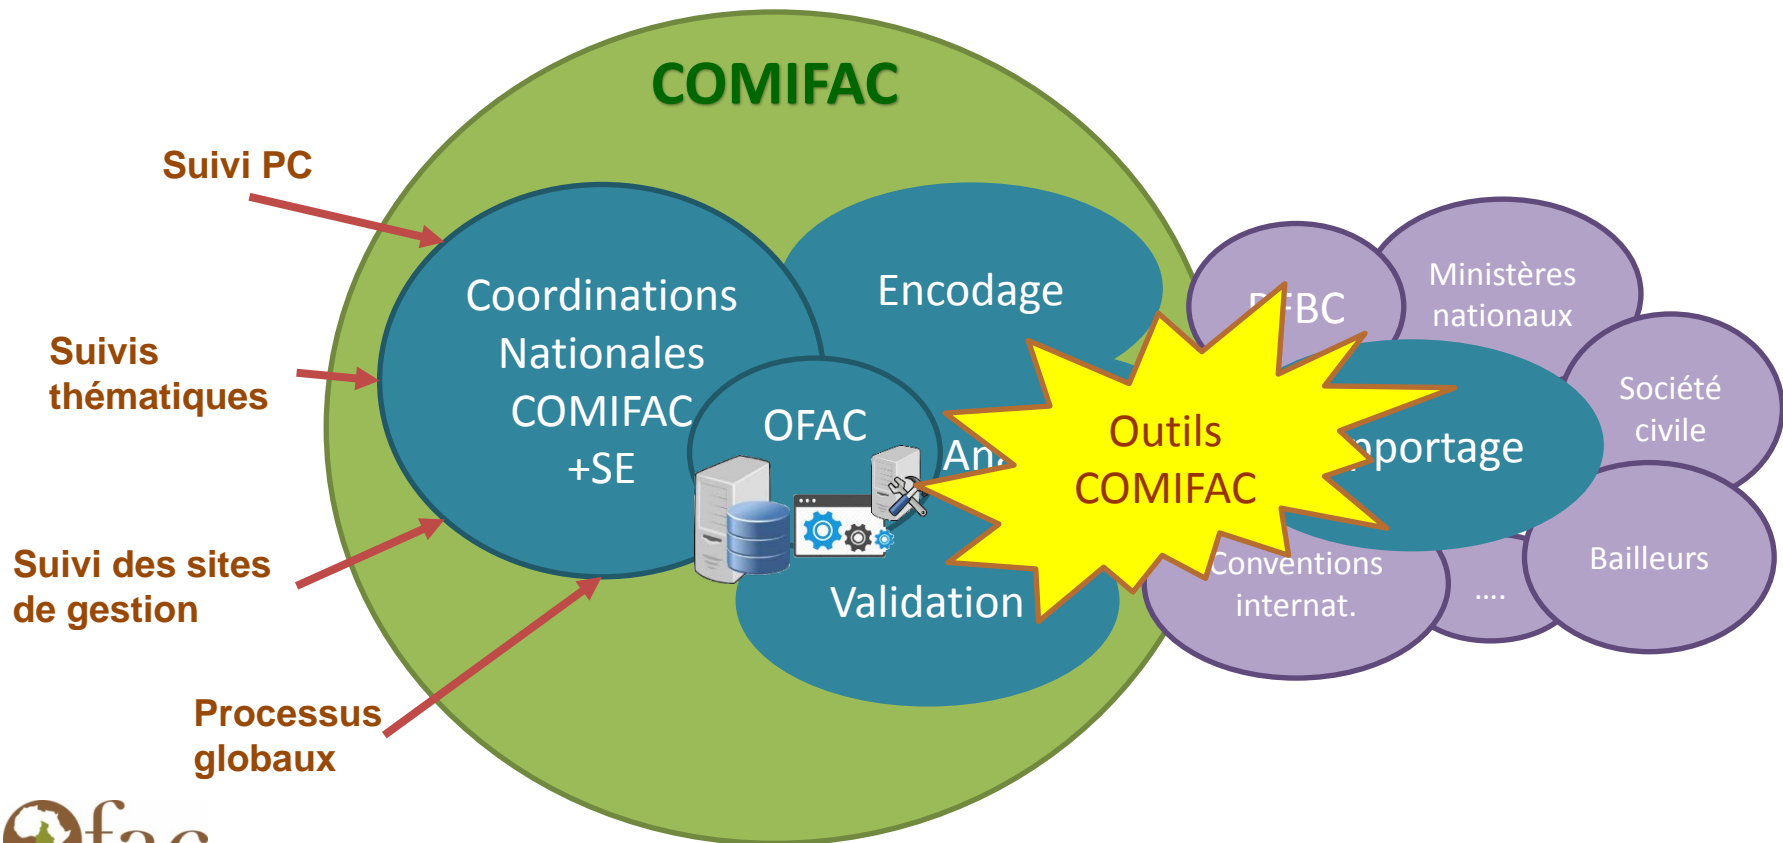 COMIFAC
Suivi PC
Suivis
thématiques
Suivi des sites
de gestion
Processus
globaux
Coordinations
Nationales
COMIFAC
+SE
Encodage
OFAC
Validation
Outils
COMIFAC
Ministères
nationaux
Société
civile
Bailleurs
Conventions
internat.
....